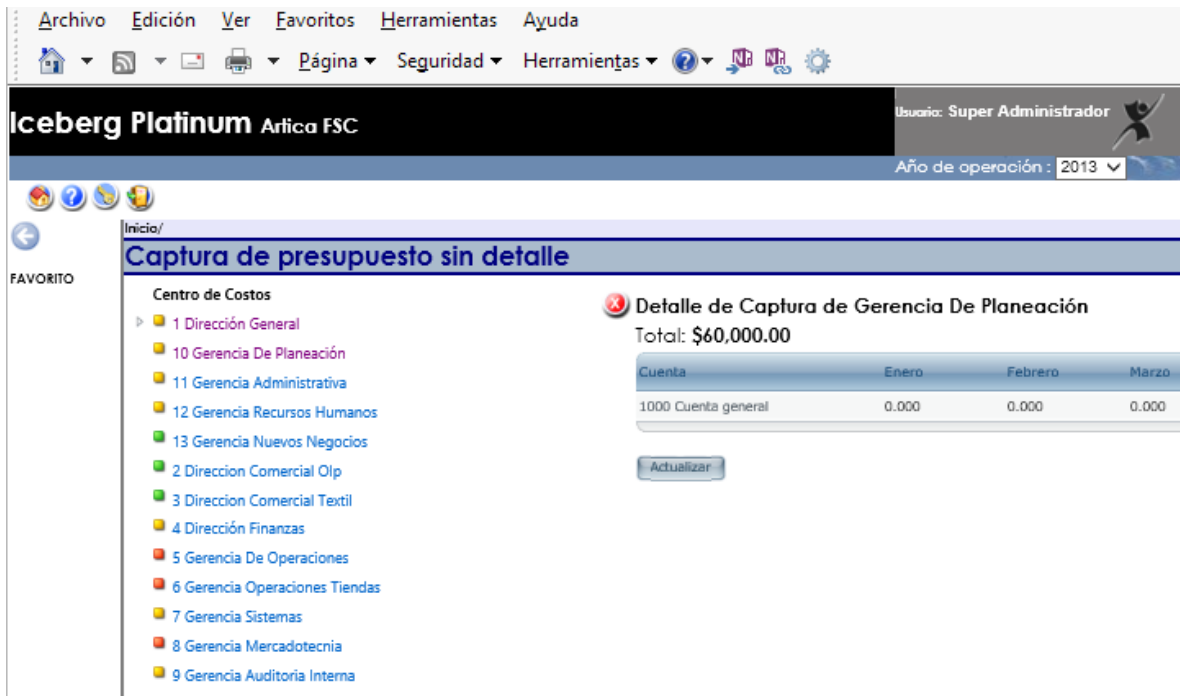 Archivo Edición Ver Favoritos Herramientas Ayuda
Página Seguridad Herramientas
Iceberg Platinum Artica FSC
Usuario: Super Administrador
Año de operación : 2013
Inicio/
Captura de presupuesto sin detalle
FAVORITO
Centro de Costos
1 Dirección General
10 Gerencia De Planeación
11 Gerencia Administrativa
12 Gerencia Recursos Humanos
13 Gerencia Nuevos Negocios
2 Direccion Comercial Olp
3 Direccion Comercial Textil
4 Dirección Finanzas
5 Gerencia De Operaciones
6 Gerencia Operaciones Tiendas
7 Gerencia Sistemas
8 Gerencia Mercadotecnia
9 Gerencia Auditoria Interna
Detalle de Captura de Gerencia De Planeación
Total: $60,000.00
Cuenta Enero Febrero Marzo
1000 Cuenta general 0.000 0.000 0.000
Actualizar